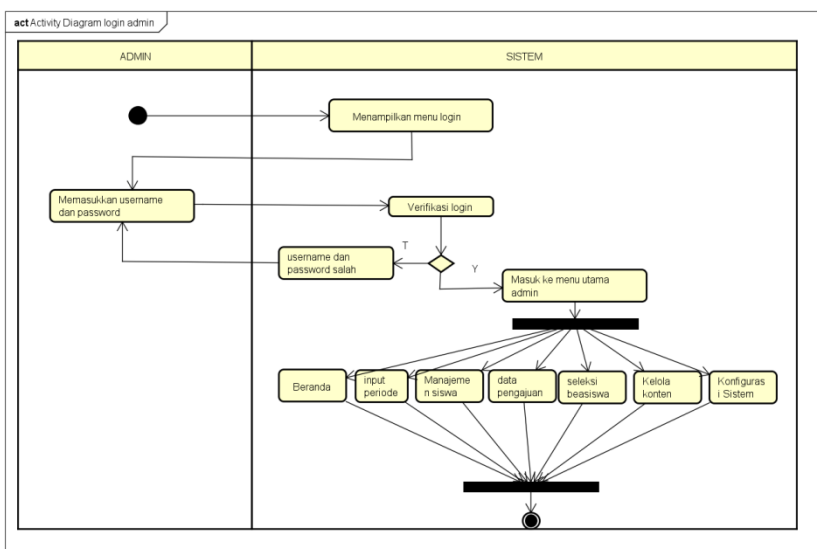 act Activity Diagram login admin
ADMIN
SISTEM
Menampilkan menu login
Memasukkan username
dan password
Verifikasi login
T
username dan
password salah
Y
Masuk ke menu utama
admin
Beranda
input
periode
Manajeme
n siswa
data
pengajuan
seleksi
beasiswa
Kelola
konten
Konfiguras
i Sistem